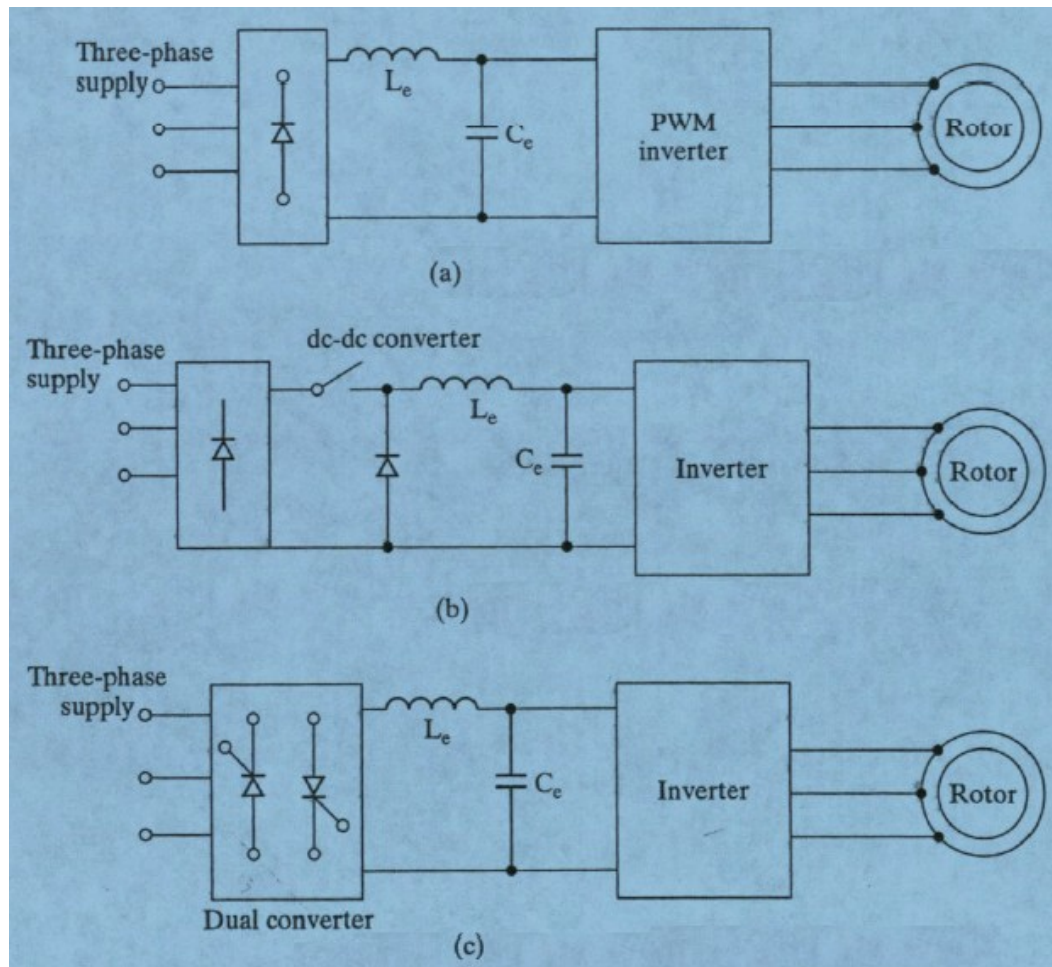 Three-phase
supply
Lₑ
Cₑ
PWM
inverter
Rotor
(a)
dc-dc converter
Three-phase
supply
Lₑ
Cₑ
Inverter
Rotor
(b)
Three-phase
supply
Lₑ
Cₑ
Inverter
Rotor
Dual converter
(c)